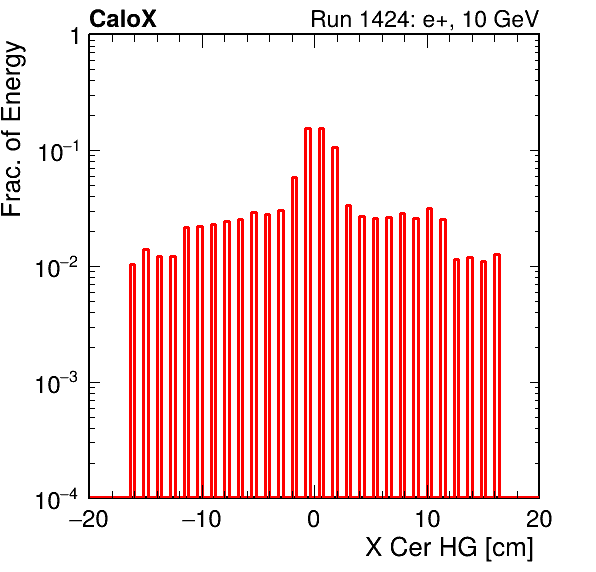 CaloX
Run 1424: e+, 10 GeV
Frac. of Energy
1
10⁻¹
10⁻²
10⁻³
10⁻⁴
−20
−10
0
10
20
X Cer HG [cm]